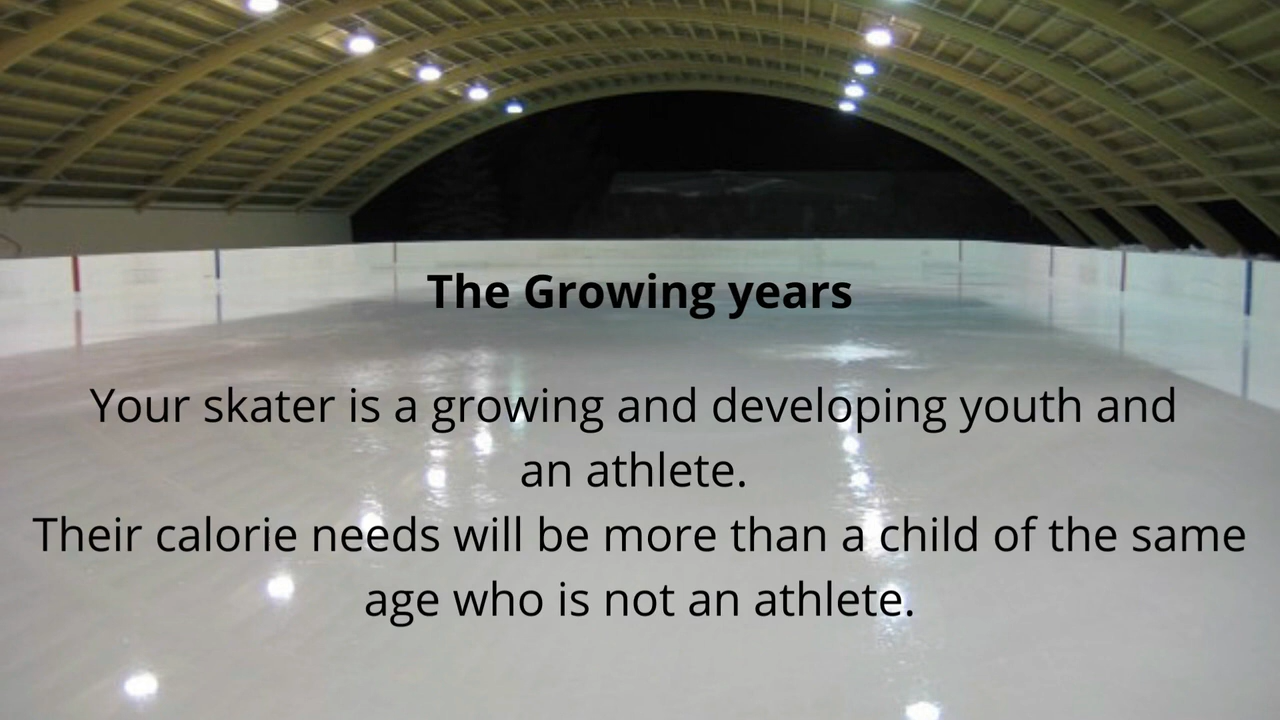 The Growing years
Your skater is a growing and developing youth and
an athlete.
Their calorie needs will be more than a child of the same
age who is not an athlete.